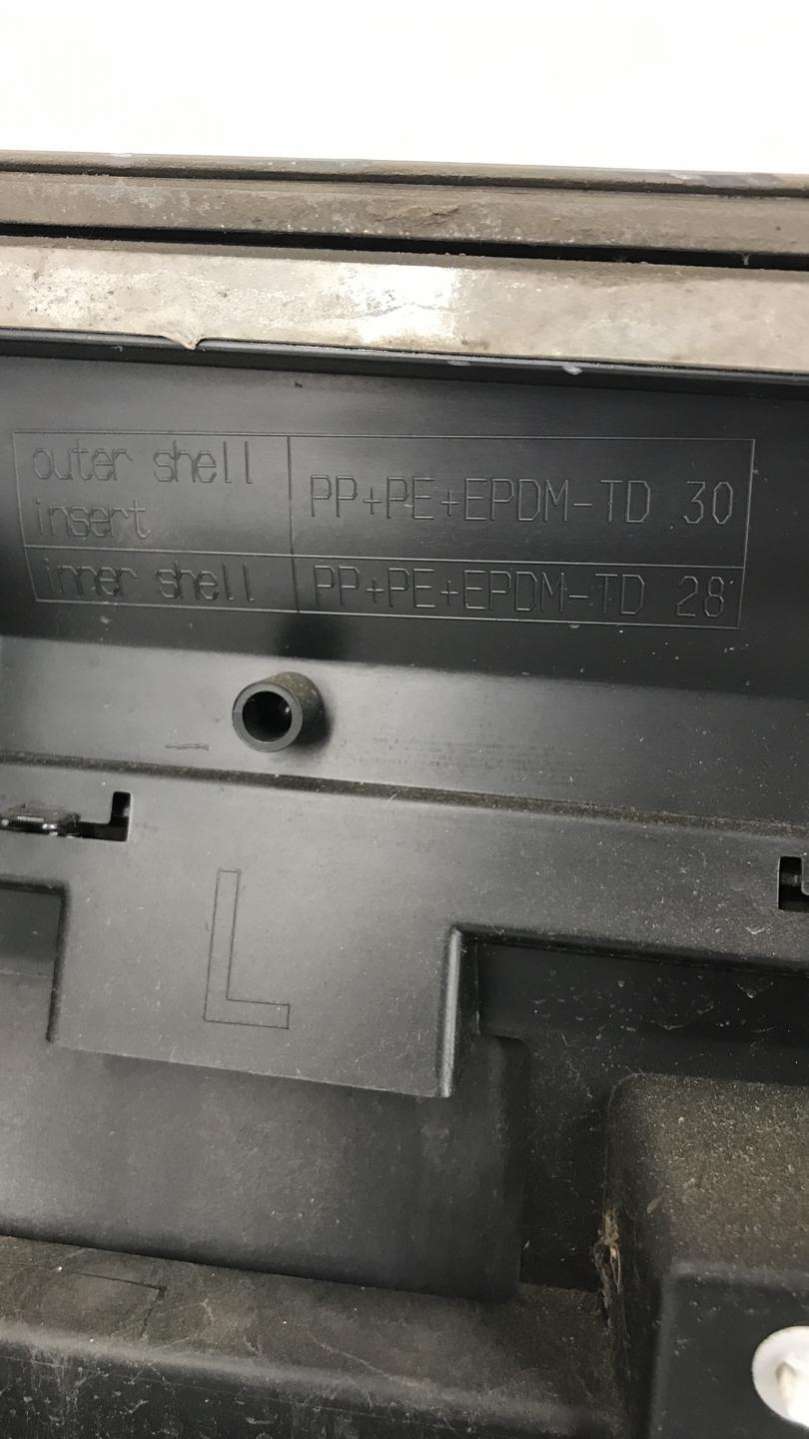 outer shell PP+PE+EPDM-TD 30
insert
inner shell PP+PE+EPDM-TD 28
L